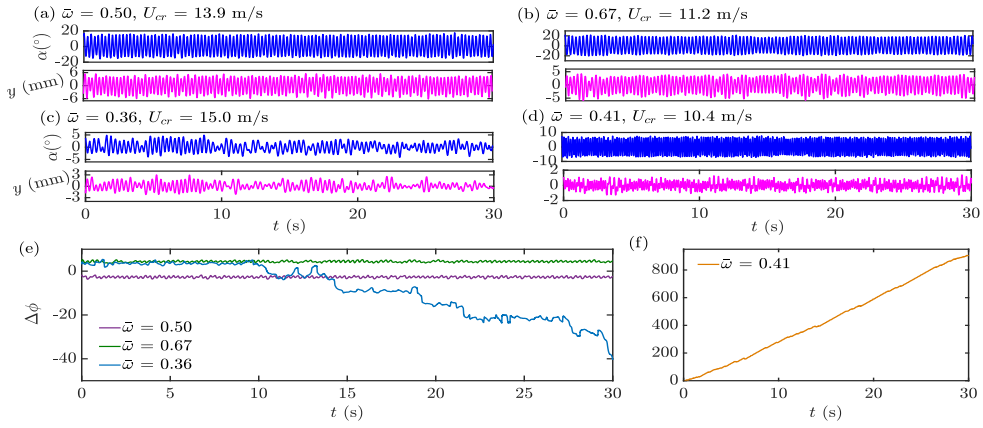 (a) ω̄ = 0.50, U_cr = 13.9 m/s
(b) ω̄ = 0.67, U_cr = 11.2 m/s
α(°)
20
0
-20
20
0
-20
y (mm)
6
0
-6
5
0
-5
(c) ω̄ = 0.36, U_cr = 15.0 m/s
(d) ω̄ = 0.41, U_cr = 10.4 m/s
α(°)
5
0
-5
10
0
-10
y (mm)
3
0
-3
2
0
-2
0 10 20 30
0 10 20 30
t (s)
t (s)
(e)
(f)
Δϕ
0
-20
-40
ω̄ = 0.50
ω̄ = 0.67
ω̄ = 0.36
0 5 10 15 20 25 30
t (s)
800
600
400
200
0
ω̄ = 0.41
0 10 20 30
t (s)